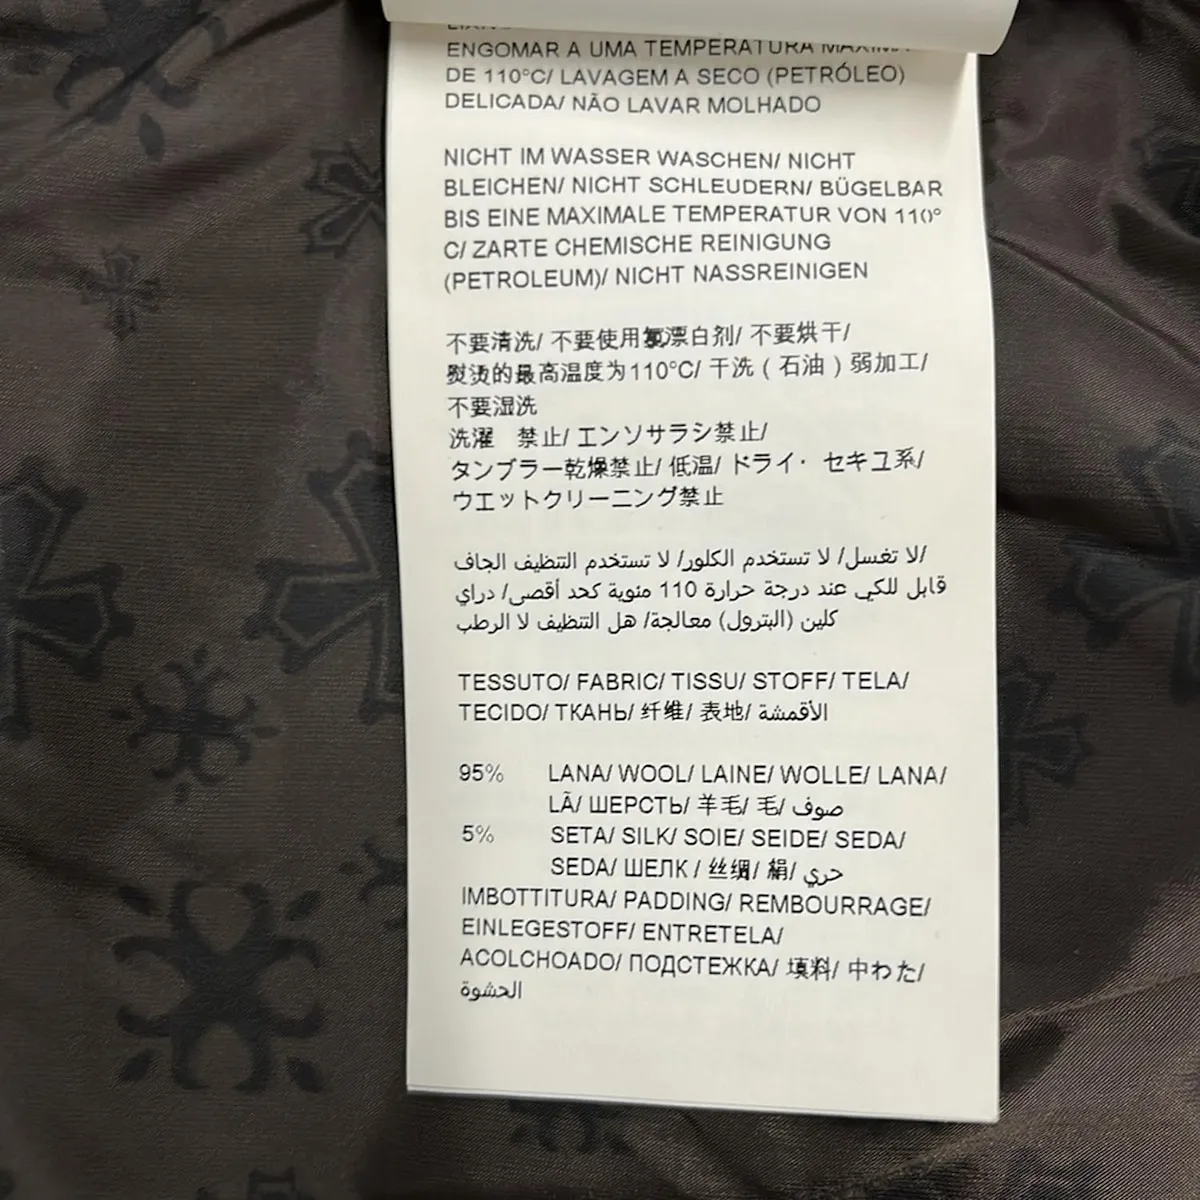 ENGOMAR A UMA TEMPERATURA MAXIMA
DE 110°C/ LAVAGEM A SECO (PETRÓLEO)
DELICADA/ NÃO LAVAR MOLHADO
NICHT IM WASSER WASCHEN/ NICHT
BLEICHEN/ NICHT SCHLEUDERN/ BÜGELBAR
BIS EINE MAXIMALE TEMPERATUR VON 110°
C/ ZARTE CHEMISCHE REINIGUNG
(PETROLEUM)/ NICHT NASSREINIGEN
不要清洗/ 不要使用氯漂白剂/ 不要烘干/
熨烫的最高温度为110°C/ 干洗 ( 石油 ) 弱加工/
不要湿洗
洗濯 禁止/ エンソサラシ禁止/
タンブラー乾燥禁止/ 低温/ ドライ・ セキユ系/
ウエットクリーニング禁止
لا تغسل/ لا تستخدم الكلور/ لا تستخدم التنظيف الجاف/
قابل للكي عند درجة حرارة 110 مئوية كحد أقصى/ دراي
كلين (البترول) معالجة/ هل التنظيف لا الرطب
TESSUTO/ FABRIC/ TISSU/ STOFF/ TELA/
TECIDO/ ТКАНЬ/ 纤维/ 表地/ الأقمشة
95% LANA/ WOOL/ LAINE/ WOLLE/ LANA/
LÃ/ ШЕРСТЬ/ 羊毛/ 毛/ صوف
5% SETA/ SILK/ SOIE/ SEIDE/ SEDA/
SEDA/ ШЕЛК / 丝绸/ 絹/ حري
IMBOTTITURA/ PADDING/ REMBOURRAGE/
EINLEGESTOFF/ ENTRETELA/
ACOLCHOADO/ ПОДСТЕЖКА/ 填料/ 中わた/
الحشوة